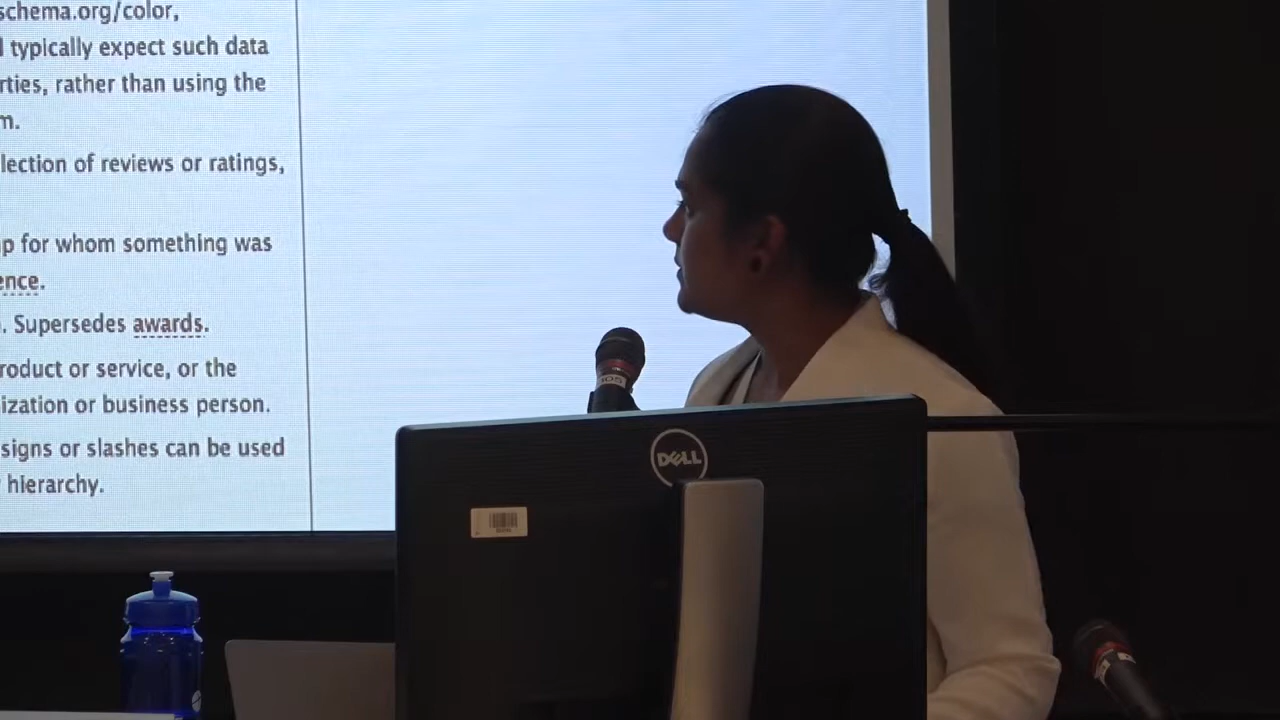 schema.org/color,
typically expect such data
rties, rather than using the
m.
lection of reviews or ratings,
p for whom something was
ence.
. Supersedes awards.
roduct or service, or the
ization or business person.
signs or slashes can be used
hierarchy.
105
DELL